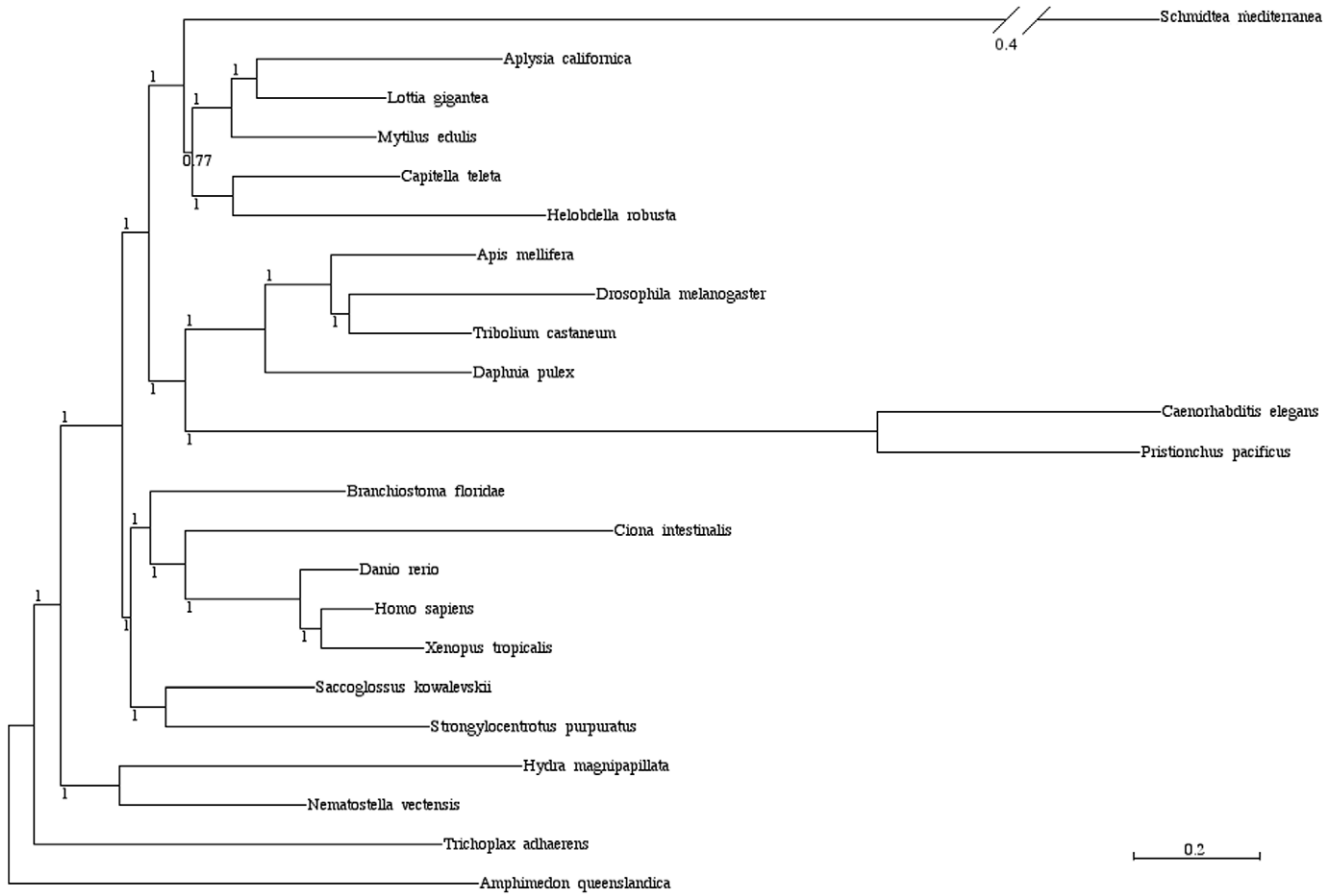 Schmidtea mediterranea
0.4
Aplysia californica
1
1
Lottia gigantea
1
Mytilus edulis
0.77
Capitella teleta
1
Helobdella robusta
1
Apis mellifera
1
Drosophila melanogaster
1
1
Tribolium castaneum
Daphnia pulex
1
Caenorhabditis elegans
1
1
Pristionchus pacificus
Branchiostoma floridae
1
Ciona intestinalis
1
Danio rerio
1
Homo sapiens
1
1
Xenopus tropicalis
Saccoglossus kowalevskii
1
Strongylocentrotus purpuratus
Hydra magnipapillata
1
Nematostella vectensis
Trichoplax adhaerens
0.2
Amphimedon queenslandica